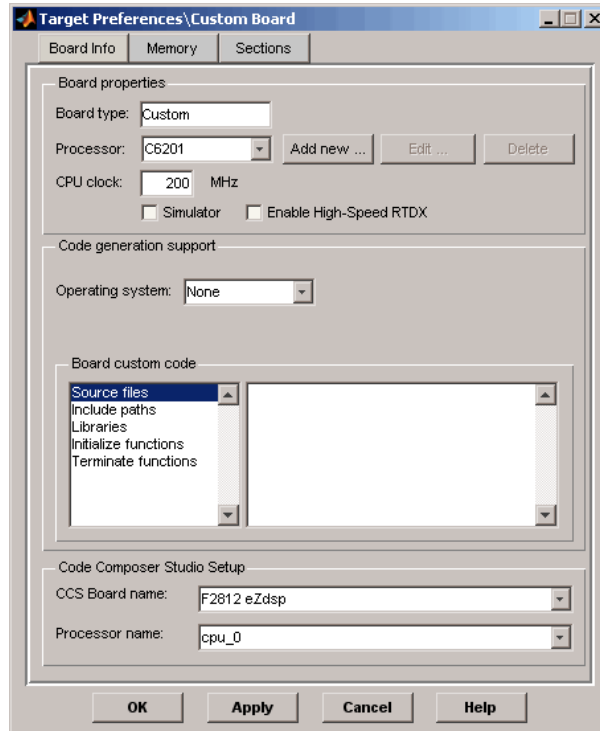 Target Preferences\Custom Board
Board Info Memory Sections
Board properties
Board type: Custom
Processor: C6201 Add new ... Edit ... Delete
CPU clock: 200 MHz
Simulator Enable High-Speed RTDX
Code generation support
Operating system: None
Board custom code
Source files
Include paths
Libraries
Initialize functions
Terminate functions
Code Composer Studio Setup
CCS Board name: F2812 eZdsp
Processor name: cpu_0
OK Apply Cancel Help